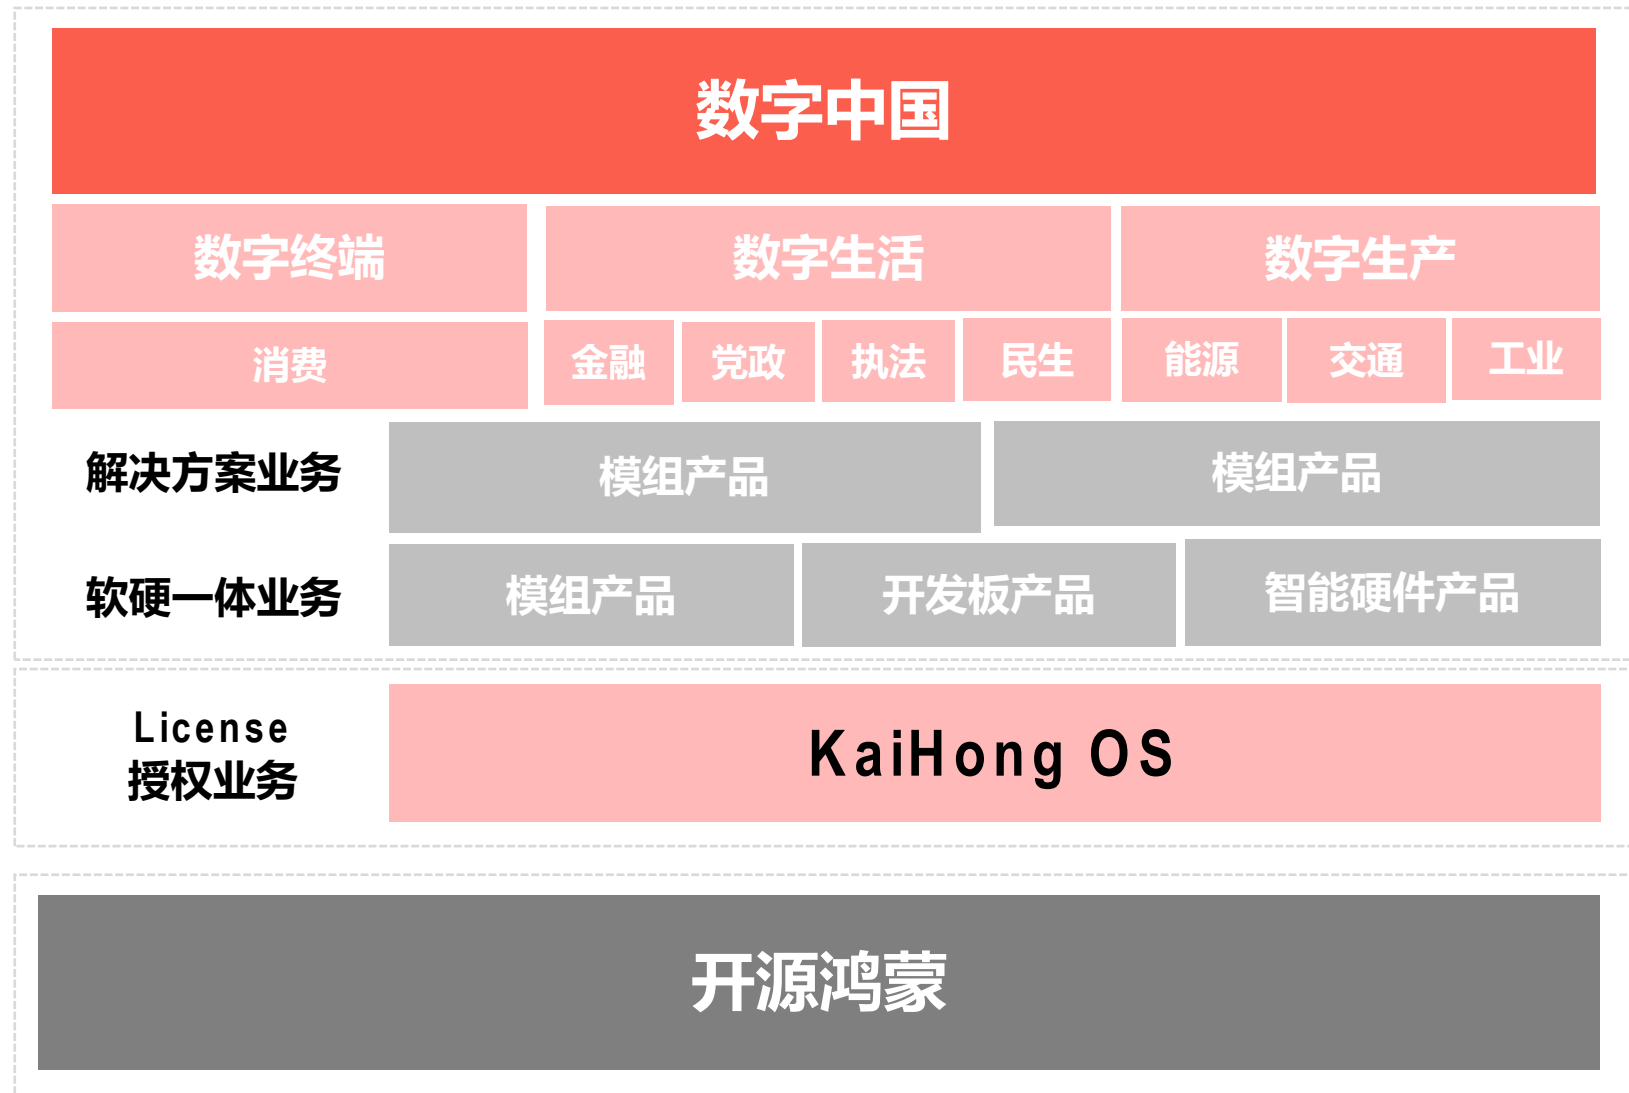 数字中国
数字终端
数字生活
数字生产
消费
金融
党政
执法
民生
能源
交通
工业
解决方案业务
模组产品
模组产品
软硬一体业务
模组产品
开发板产品
智能硬件产品
License
授权业务
KaiHong OS
开源鸿蒙